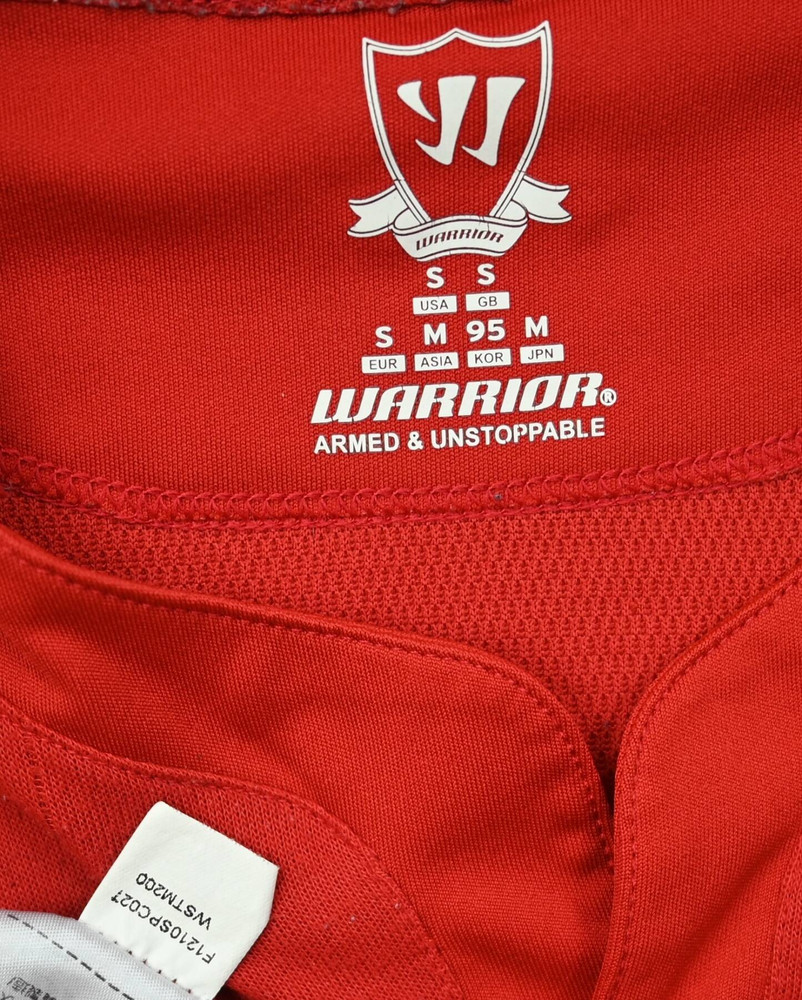 WARRIOR
S S
USA GB
S M 95 M
EUR ASIA KOR JPN
WARRIOR®
ARMED & UNSTOPPABLE
F1210SPC027
WSTM200